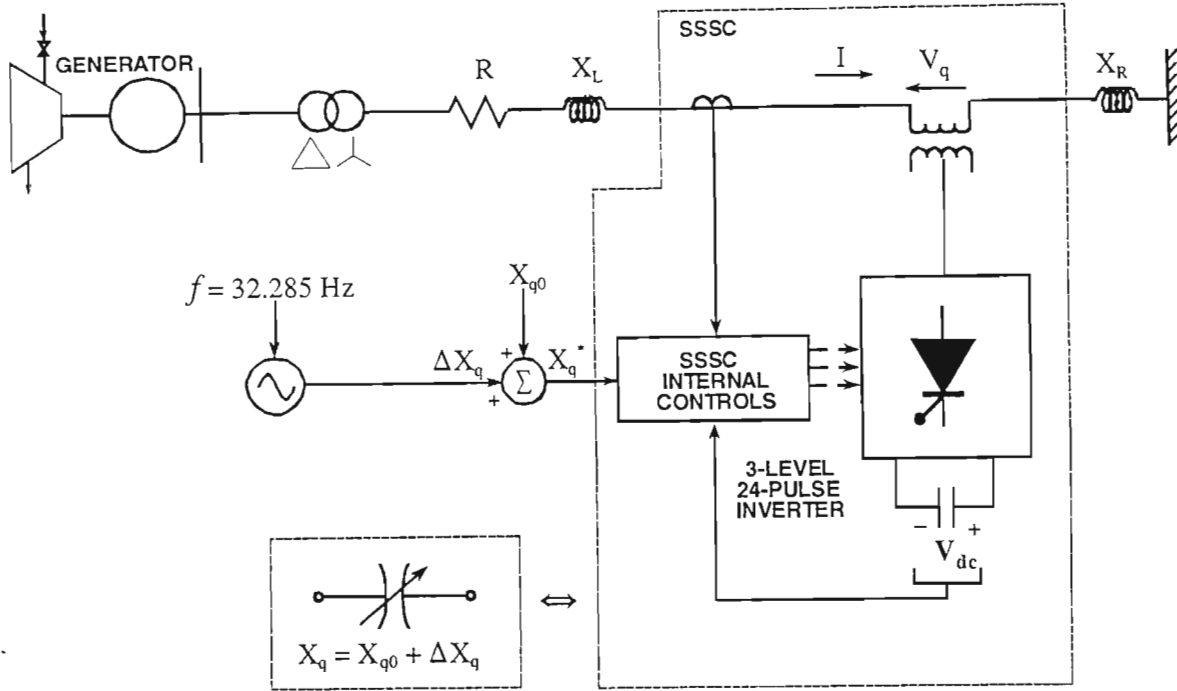 SSSC
GENERATOR
R
X_L
I
V_q
X_R
f = 32.285 Hz
X_q0
ΔX_q
+
+
Σ
X_q*
SSSC
INTERNAL
CONTROLS
3-LEVEL
24-PULSE
INVERTER
− +
V_dc
X_q = X_q0 + ΔX_q